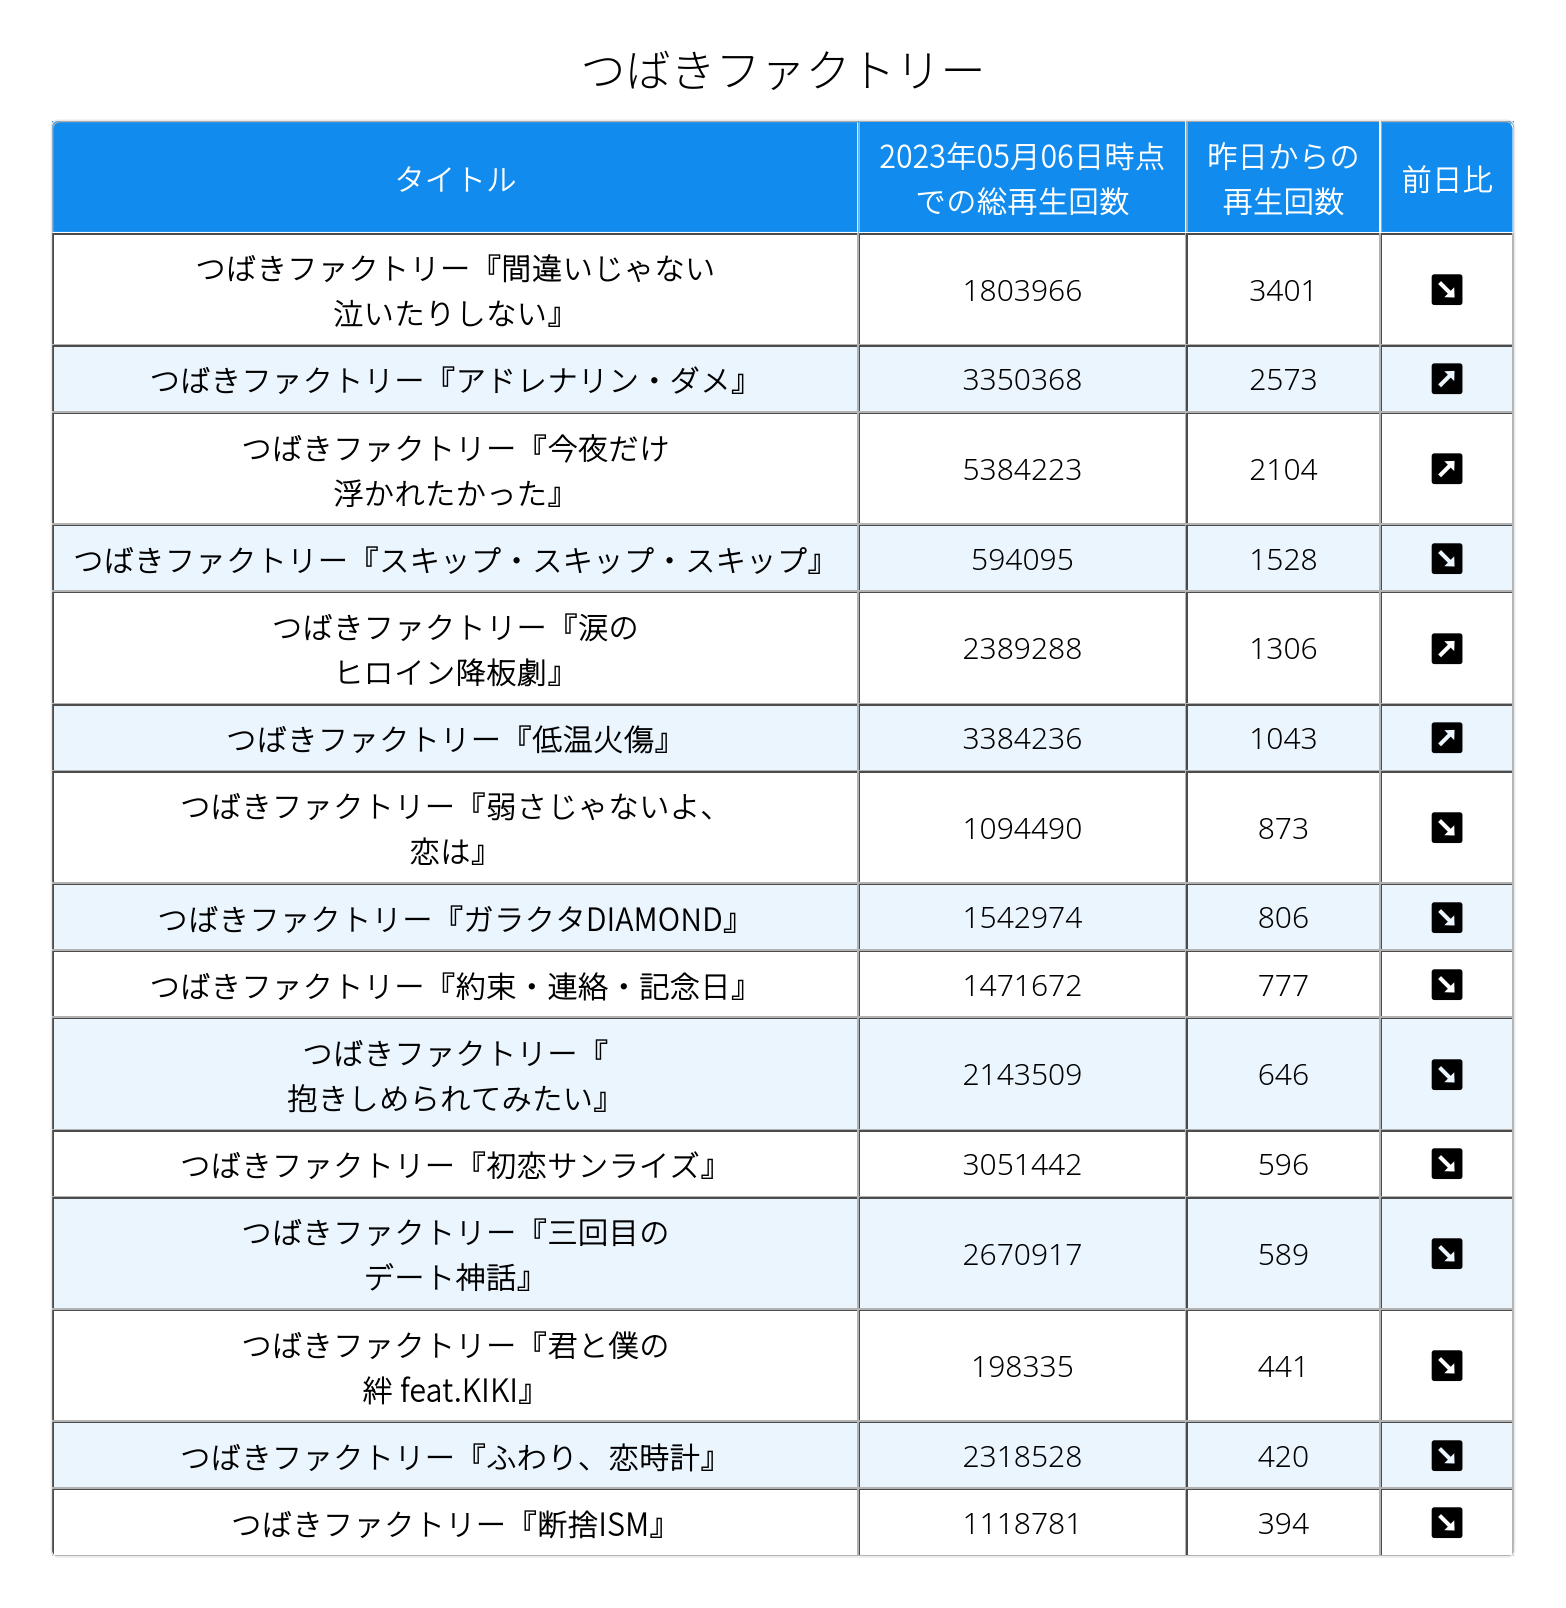 つばきファクトリー
タイトル
2023年05月06日時点
での総再生回数
昨日からの
再生回数
前日比
つばきファクトリー『間違いじゃない
泣いたりしない』
1803966
3401
つばきファクトリー『アドレナリン・ダメ』
3350368
2573
つばきファクトリー『今夜だけ
浮かれたかった』
5384223
2104
つばきファクトリー『スキップ・スキップ・スキップ』
594095
1528
つばきファクトリー『涙の
ヒロイン降板劇』
2389288
1306
つばきファクトリー『低温火傷』
3384236
1043
つばきファクトリー『弱さじゃないよ、
恋は』
1094490
873
つばきファクトリー『ガラクタDIAMOND』
1542974
806
つばきファクトリー『約束・連絡・記念日』
1471672
777
つばきファクトリー『
抱きしめられてみたい』
2143509
646
つばきファクトリー『初恋サンライズ』
3051442
596
つばきファクトリー『三回目の
デート神話』
2670917
589
つばきファクトリー『君と僕の
絆 feat.KIKI』
198335
441
つばきファクトリー『ふわり、恋時計』
2318528
420
つばきファクトリー『断捨ISM』
1118781
394